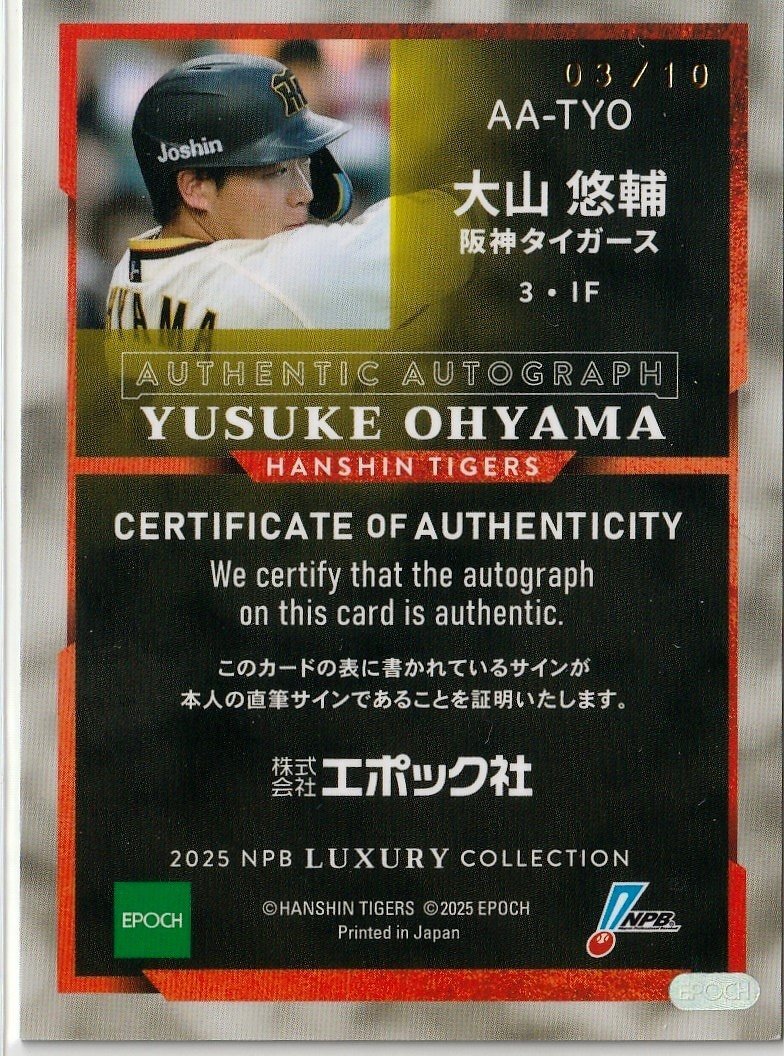 03/10
AA-TYO
Joshin
大山 悠輔
阪神タイガース
3・IF
AUTHENTIC AUTOGRAPH
YUSUKE OHYAMA
HANSHIN TIGERS
CERTIFICATE OF AUTHENTICITY
We certify that the autograph
on this card is authentic.
このカードの表に書かれているサインが
本人の直筆サインであることを証明いたします。
株式会社エポック社
2025 NPB LUXURY COLLECTION
EPOCH
©HANSHIN TIGERS ©2025 EPOCH
Printed in Japan
NPB
EPOCH